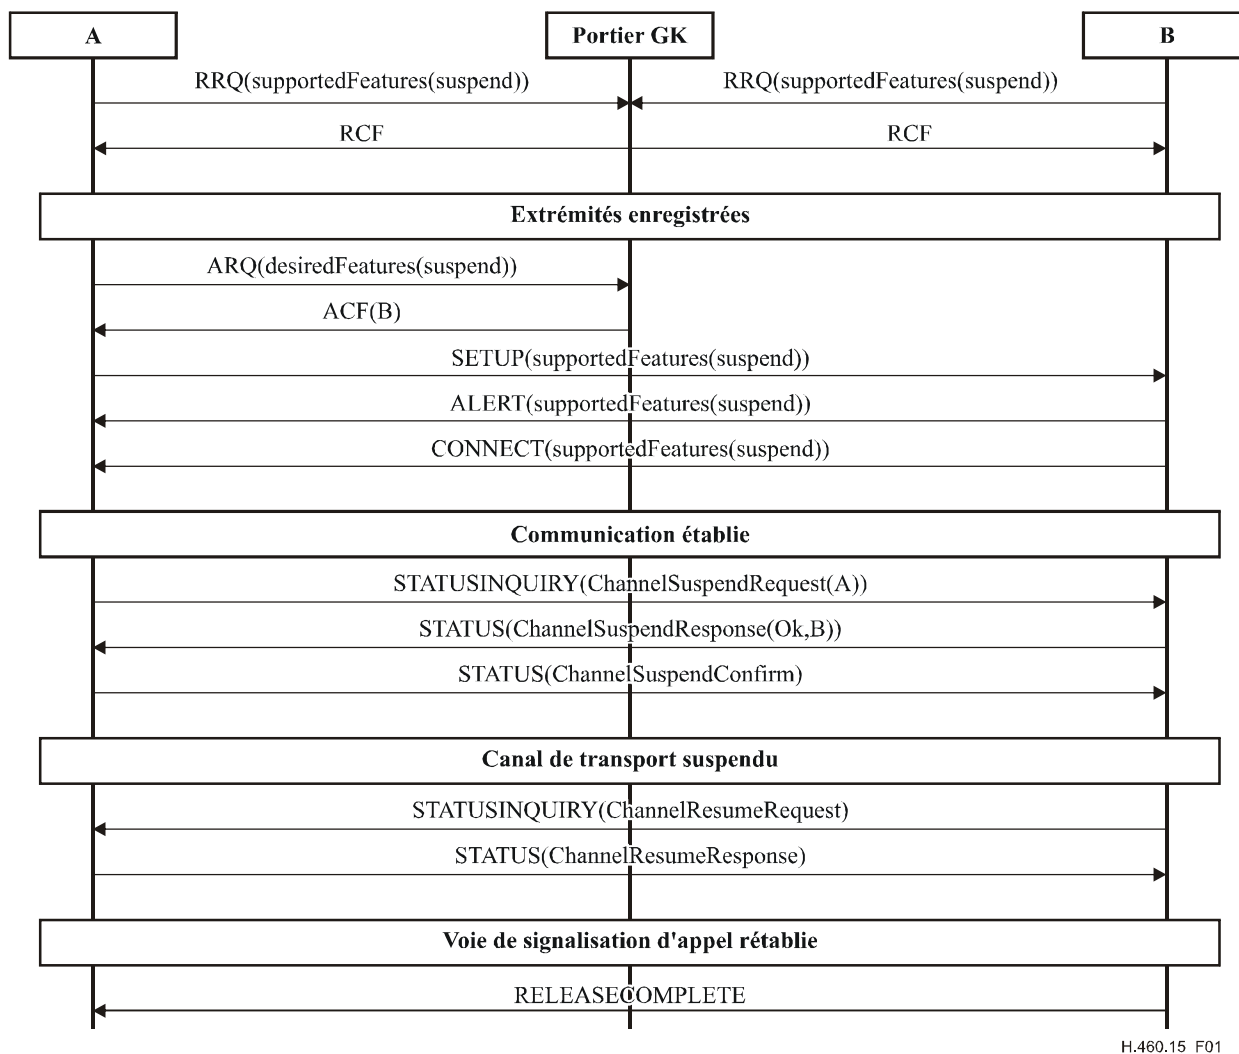 A
Portier GK
B
RRQ(supportedFeatures(suspend))
RRQ(supportedFeatures(suspend))
RCF
RCF
Extrémités enregistrées
ARQ(desiredFeatures(suspend))
ACF(B)
SETUP(supportedFeatures(suspend))
ALERT(supportedFeatures(suspend))
CONNECT(supportedFeatures(suspend))
Communication établie
STATUSINQUIRY(ChannelSuspendRequest(A))
STATUS(ChannelSuspendResponse(Ok,B))
STATUS(ChannelSuspendConfirm)
Canal de transport suspendu
STATUSINQUIRY(ChannelResumeRequest)
STATUS(ChannelResumeResponse)
Voie de signalisation d'appel rétablie
RELEASECOMPLETE
H.460.15_F01